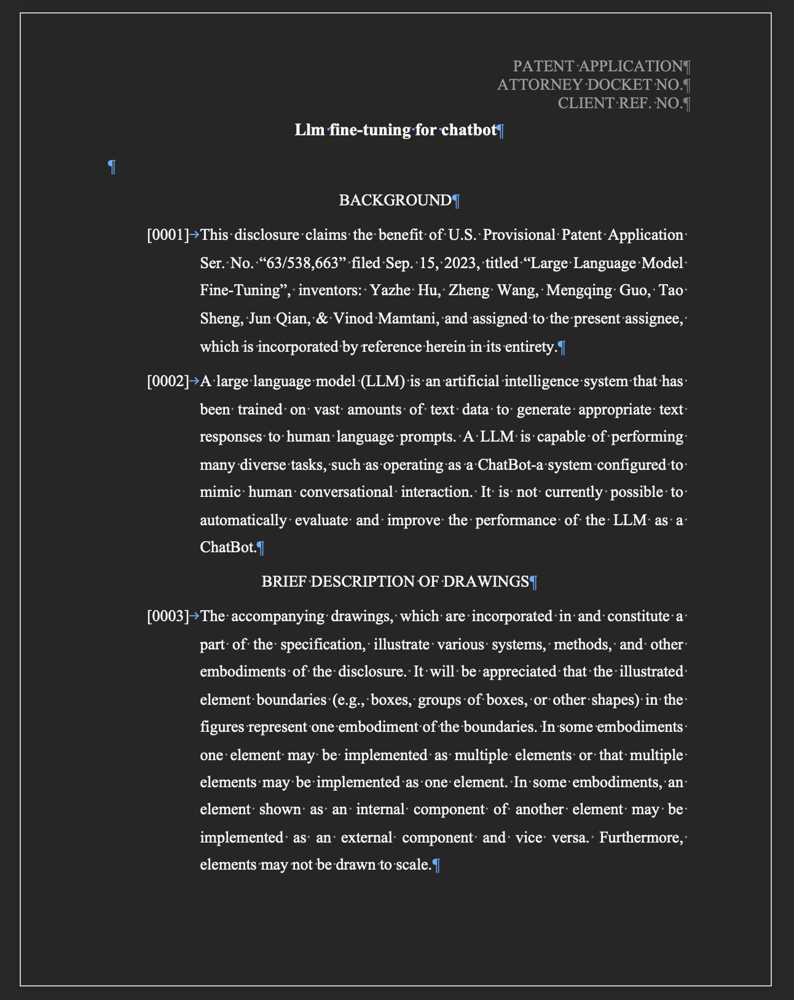 PATENT APPLICATION¶
ATTORNEY DOCKET NO.¶
CLIENT REF. NO.¶
Llm fine-tuning for chatbot¶
¶
BACKGROUND¶
[0001]→This disclosure claims the benefit of U.S. Provisional Patent Application
Ser. No. “63/538,663” filed Sep. 15, 2023, titled “Large Language Model
Fine-Tuning”, inventors: Yazhe Hu, Zheng Wang, Mengqing Guo, Tao
Sheng, Jun Qian, & Vinod Mamtani, and assigned to the present assignee,
which is incorporated by reference herein in its entirety.¶
[0002]→A large language model (LLM) is an artificial intelligence system that has
been trained on vast amounts of text data to generate appropriate text
responses to human language prompts. A LLM is capable of performing
many diverse tasks, such as operating as a ChatBot-a system configured to
mimic human conversational interaction. It is not currently possible to
automatically evaluate and improve the performance of the LLM as a
ChatBot.¶
BRIEF DESCRIPTION OF DRAWINGS¶
[0003]→The accompanying drawings, which are incorporated in and constitute a
part of the specification, illustrate various systems, methods, and other
embodiments of the disclosure. It will be appreciated that the illustrated
element boundaries (e.g., boxes, groups of boxes, or other shapes) in the
figures represent one embodiment of the boundaries. In some embodiments
one element may be implemented as multiple elements or that multiple
elements may be implemented as one element. In some embodiments, an
element shown as an internal component of another element may be
implemented as an external component and vice versa. Furthermore,
elements may not be drawn to scale.¶